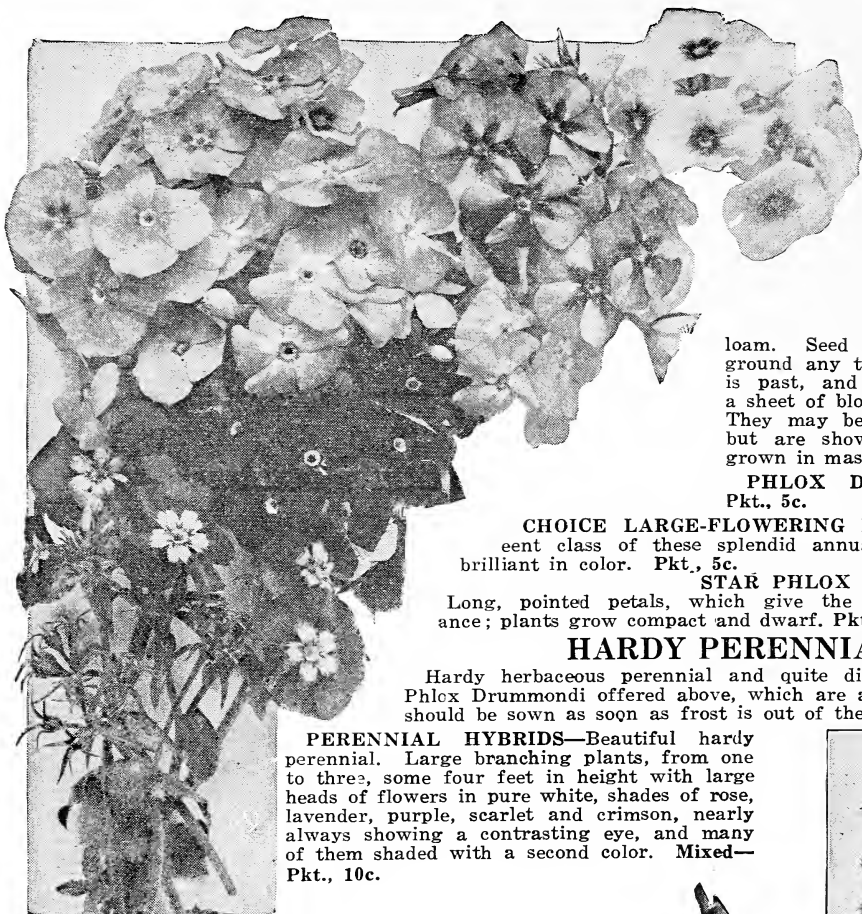 loam. Seed
ground any t
is past, and
a sheet of blo
They may be
but are show
grown in mas
PHLOX D
Pkt., 5c.
CHOICE LARGE-FLOWERING
eent class of these splendid annu
brilliant in color. Pkt., 5c.
STAR PHLOX
Long, pointed petals, which give the
ance; plants grow compact and dwarf. Pk
HARDY PERENNIA
Hardy herbaceous perennial and quite di
Phlox Drummondi offered above, which are a
should be sown as soon as frost is out of the
PERENNIAL HYBRIDS—Beautiful hardy
perennial. Large branching plants, from one
to three, some four feet in height with large
heads of flowers in pure white, shades of rose,
lavender, purple, scarlet and crimson, nearly
always showing a contrasting eye, and many
of them shaded with a second color. Mixed—
Pkt., 10c.